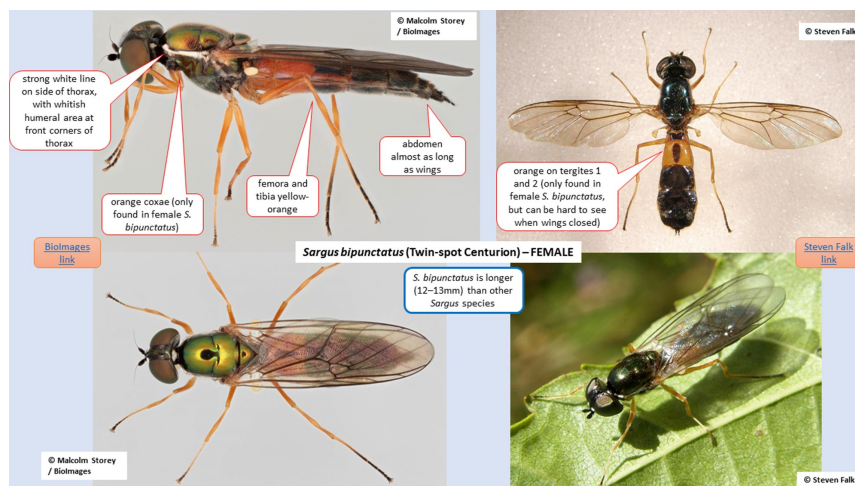 © Malcolm Storey
/ BioImages
© Steven Falk
strong white line
on side of thorax,
with whitish
humeral area at
front corners of
thorax
orange coxae (only
found in female S.
bipunctatus)
femora and
tibia yellow-
orange
abdomen
almost as long
as wings
orange on tergites 1
and 2 (only found in
female S. bipunctatus,
but can be hard to see
when wings closed)
BioImages
link
Sargus bipunctatus (Twin-spot Centurion) – FEMALE
Steven Falk
link
S. bipunctatus is longer
(12–13mm) than other
Sargus species
© Malcolm Storey
/ BioImages
© Steven Falk